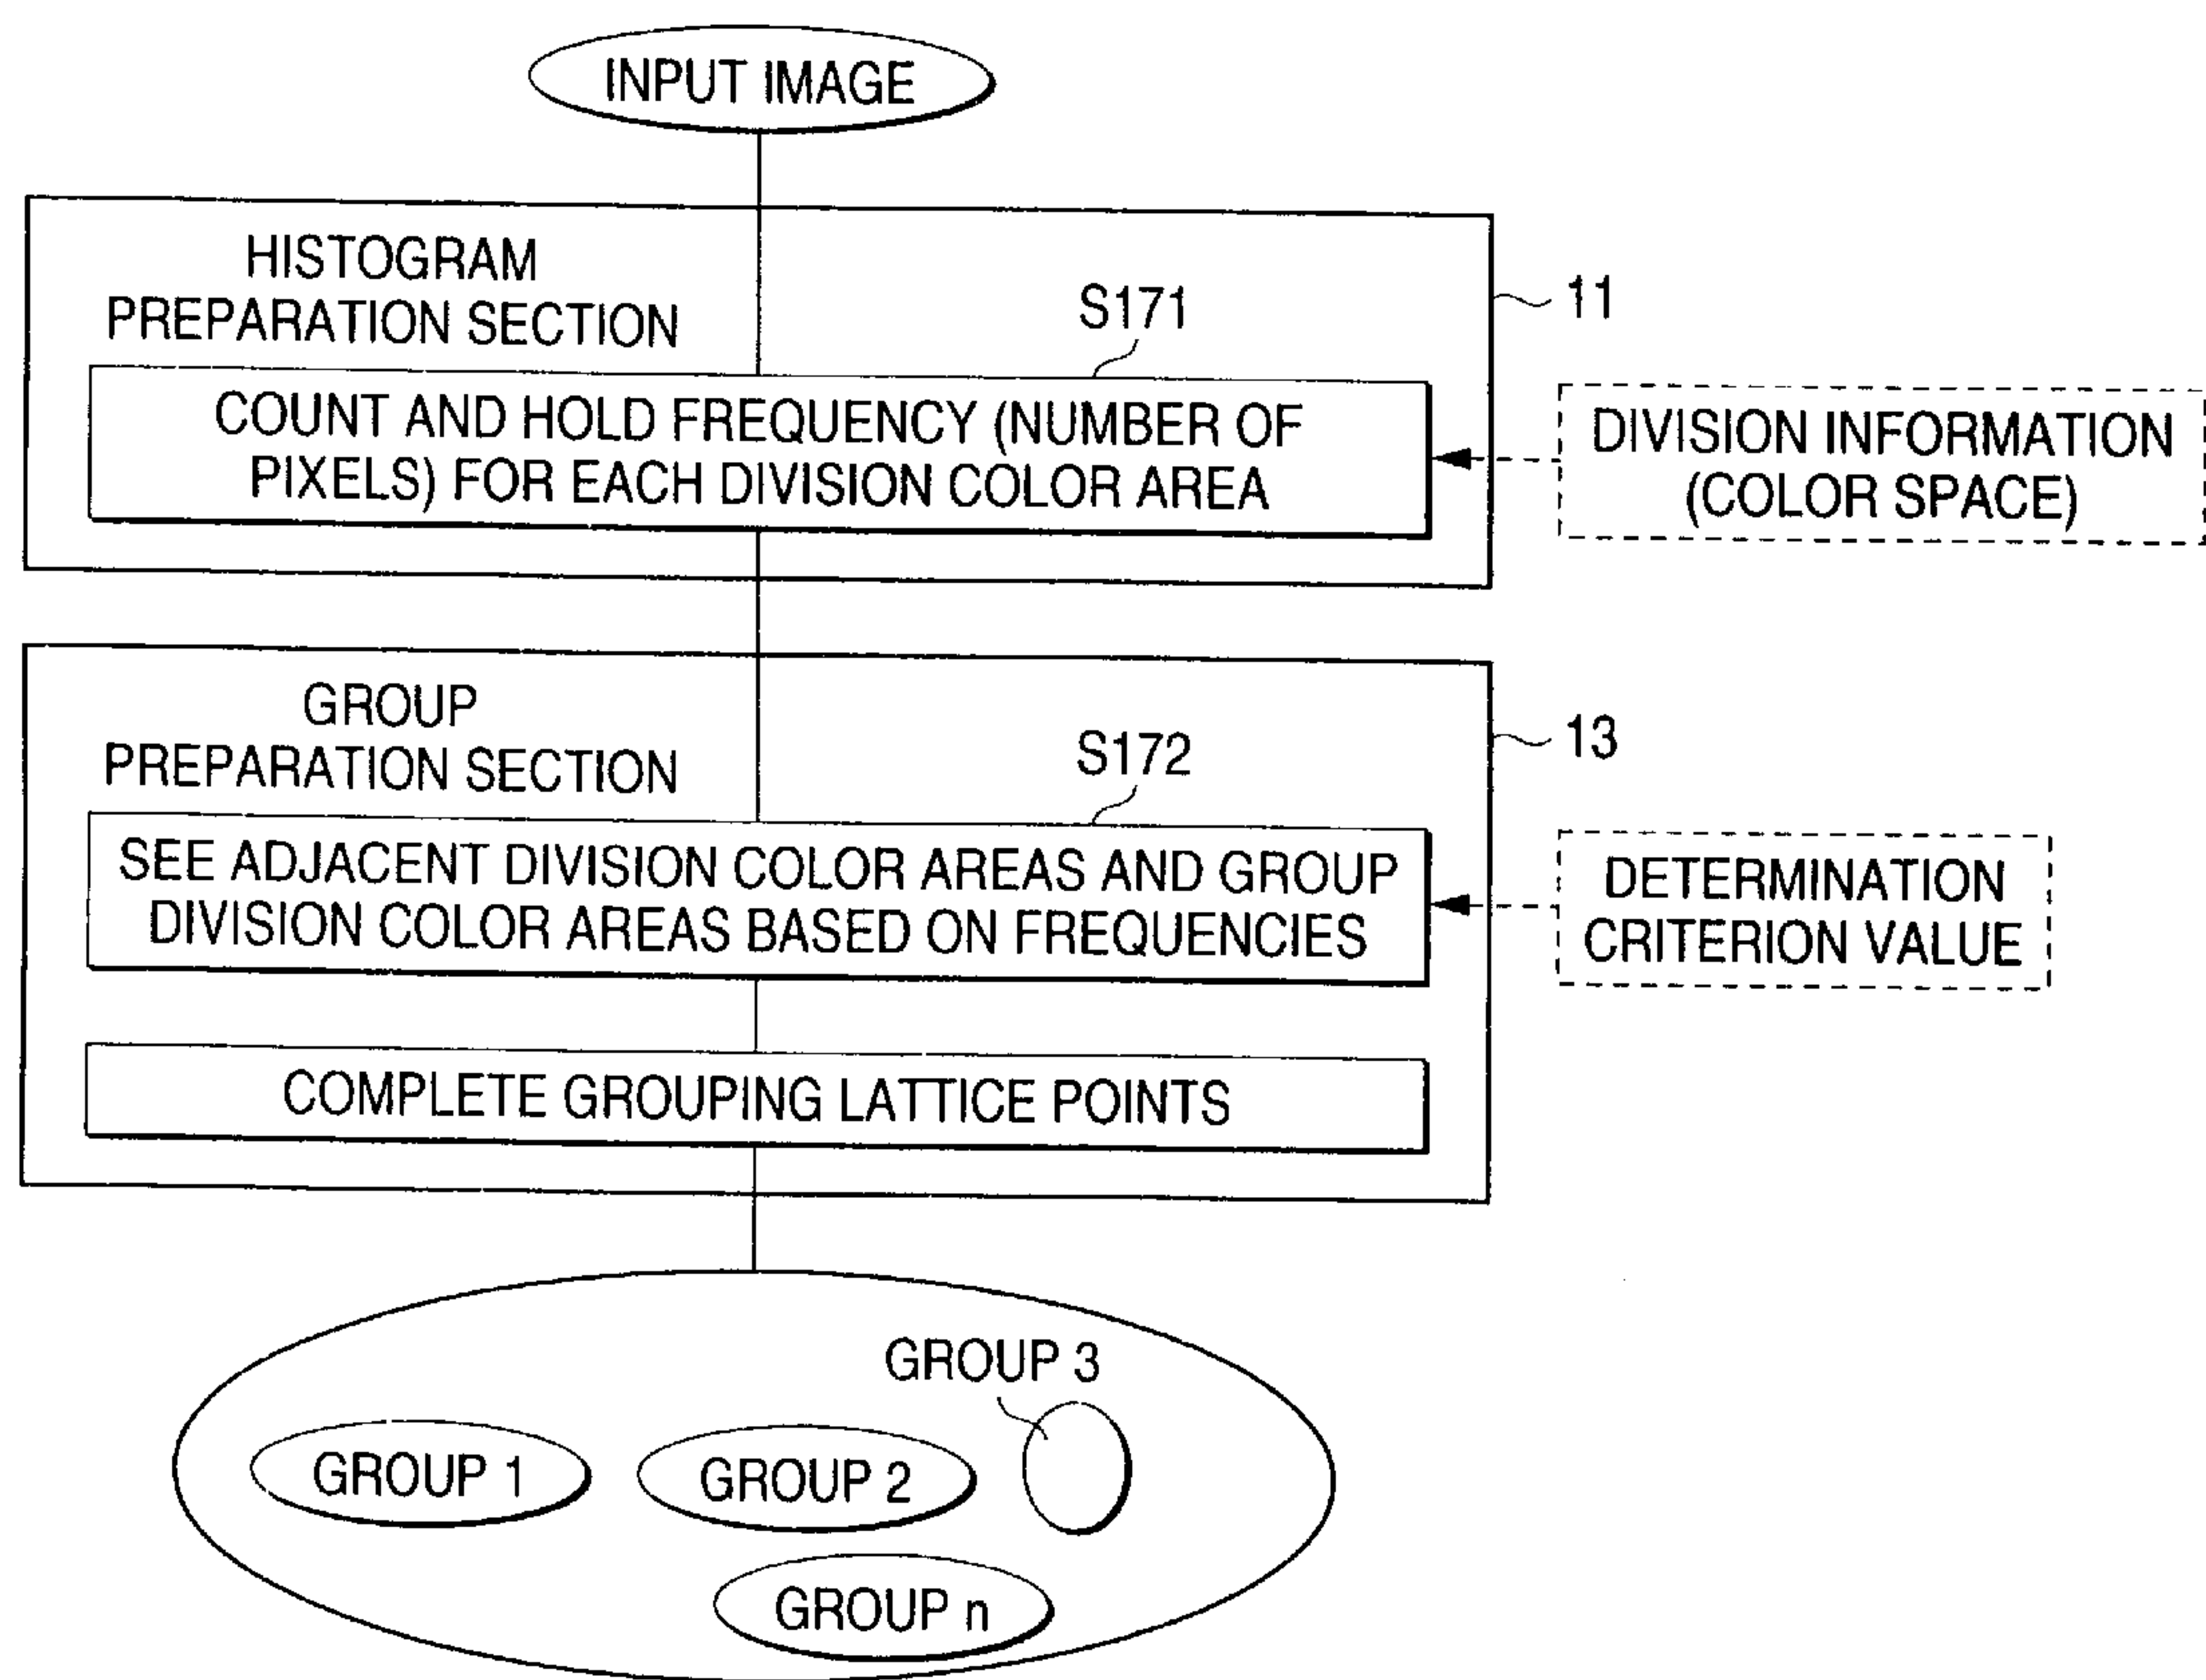 INPUT IMAGE
HISTOGRAM
PREPARATION SECTION
S171
11
COUNT AND HOLD FREQUENCY (NUMBER OF
PIXELS) FOR EACH DIVISION COLOR AREA
DIVISION INFORMATION
(COLOR SPACE)
GROUP
PREPARATION SECTION
S172
13
SEE ADJACENT DIVISION COLOR AREAS AND GROUP
DIVISION COLOR AREAS BASED ON FREQUENCIES
DETERMINATION
CRITERION VALUE
COMPLETE GROUPING LATTICE POINTS
GROUP 3
GROUP 1
GROUP 2
GROUP n